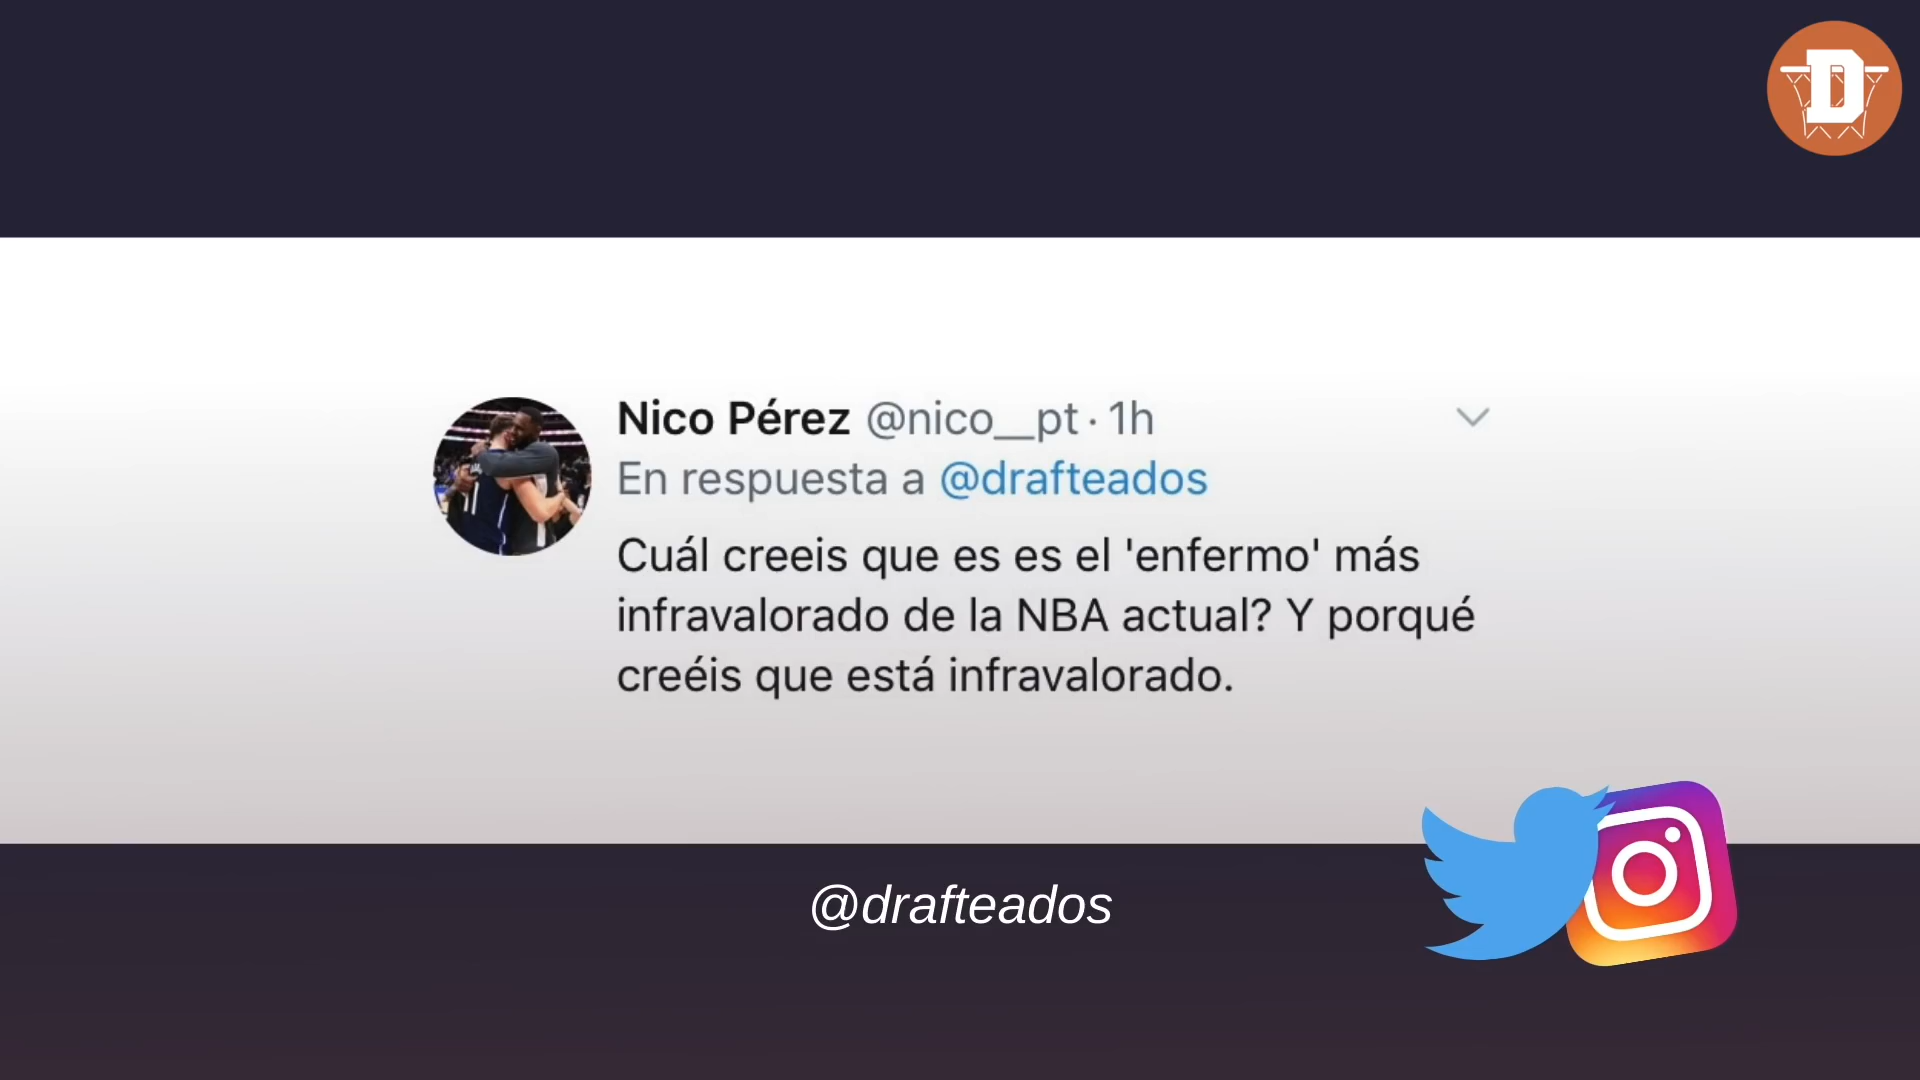 D
Nico Pérez @nico__pt · 1h
En respuesta a @drafteados
Cuál creeis que es es el 'enfermo' más
infravalorado de la NBA actual? Y porqué
creéis que está infravalorado.
@drafteados